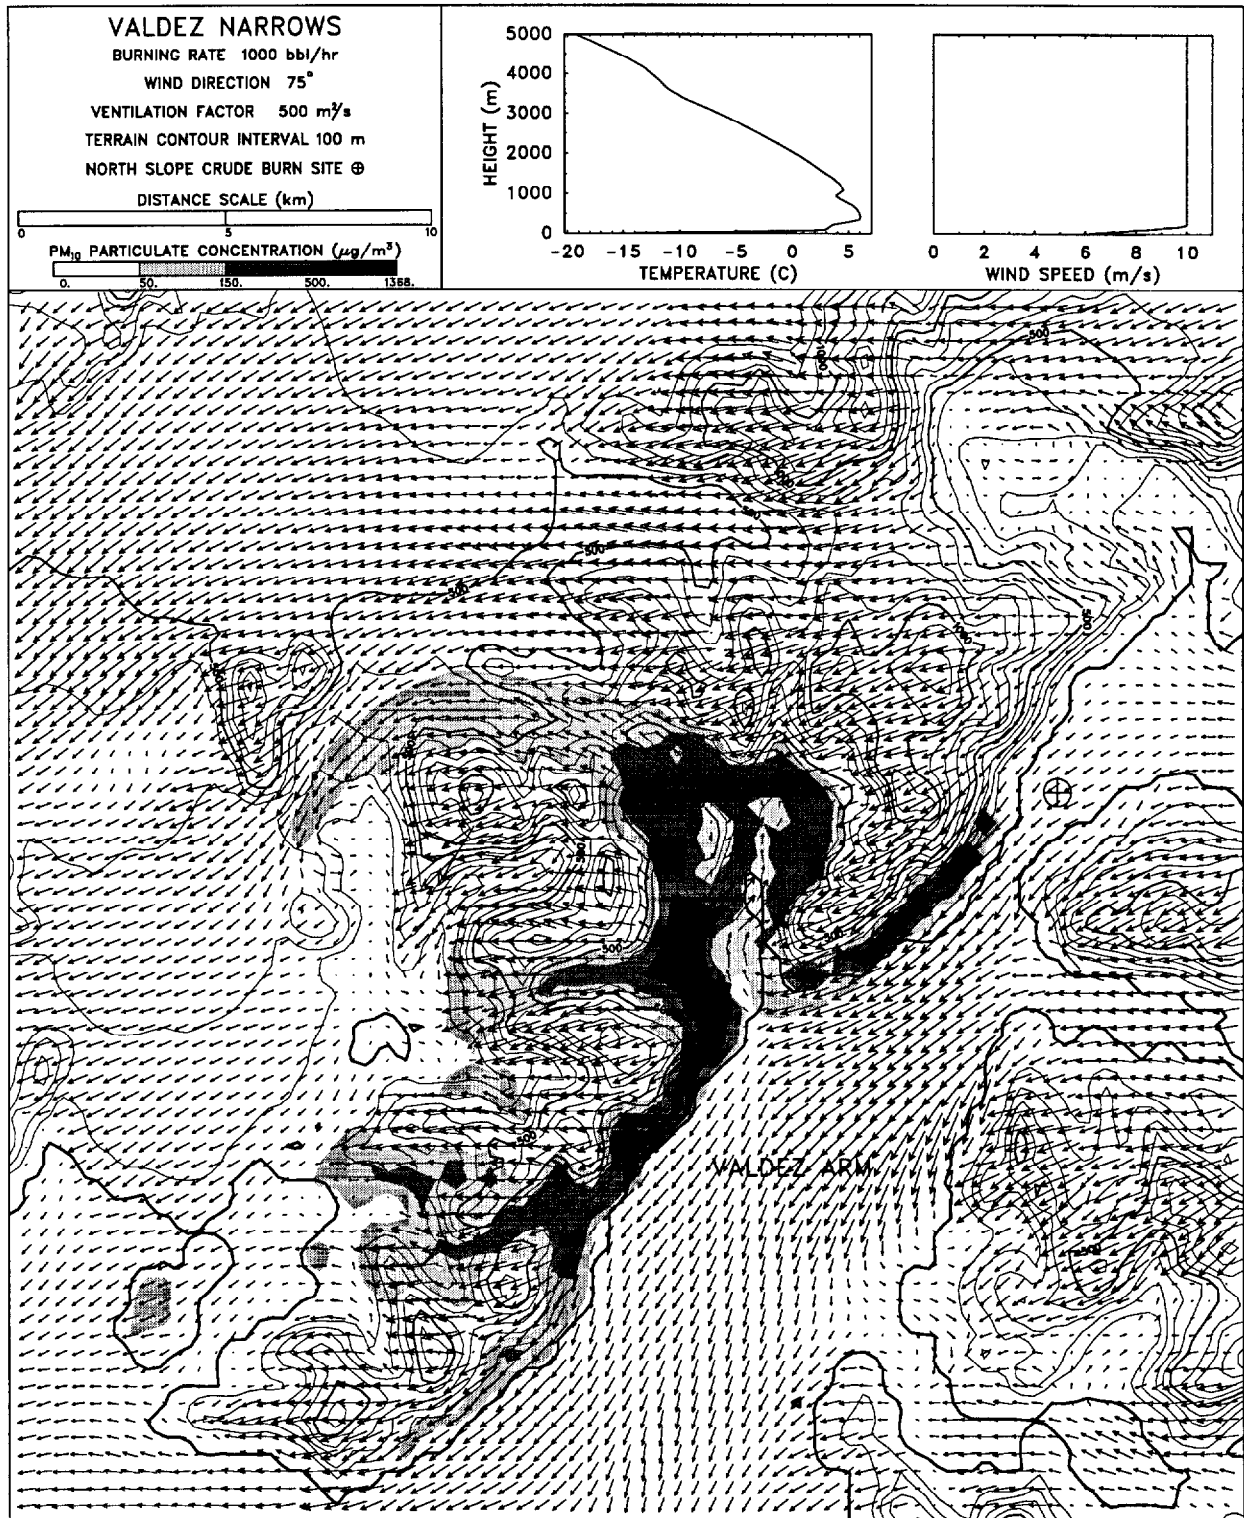 VALDEZ NARROWS
BURNING RATE 1000 bbl/hr
WIND DIRECTION 75°
VENTILATION FACTOR 500 m²/s
TERRAIN CONTOUR INTERVAL 100 m
NORTH SLOPE CRUDE BURN SITE ⊕
DISTANCE SCALE (km)
0 5 10
PM₁₀ PARTICULATE CONCENTRATION (μg/m³)
0. 50. 150. 500. 1368.
HEIGHT (m)
5000
4000
3000
2000
1000
0
-20 -15 -10 -5 0 5
TEMPERATURE (C)
0 2 4 6 8 10
WIND SPEED (m/s)
500
1000
500
500
500
500
500
500
500
VALDEZ ARM